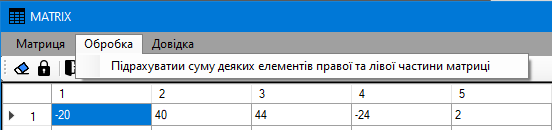 MATRIX
Матриця Обробка Довідка
Підрахуватии суму деяких елементів правої та лівої частини матриці
1 2 3 4 5
1 -20 40 44 -24 2